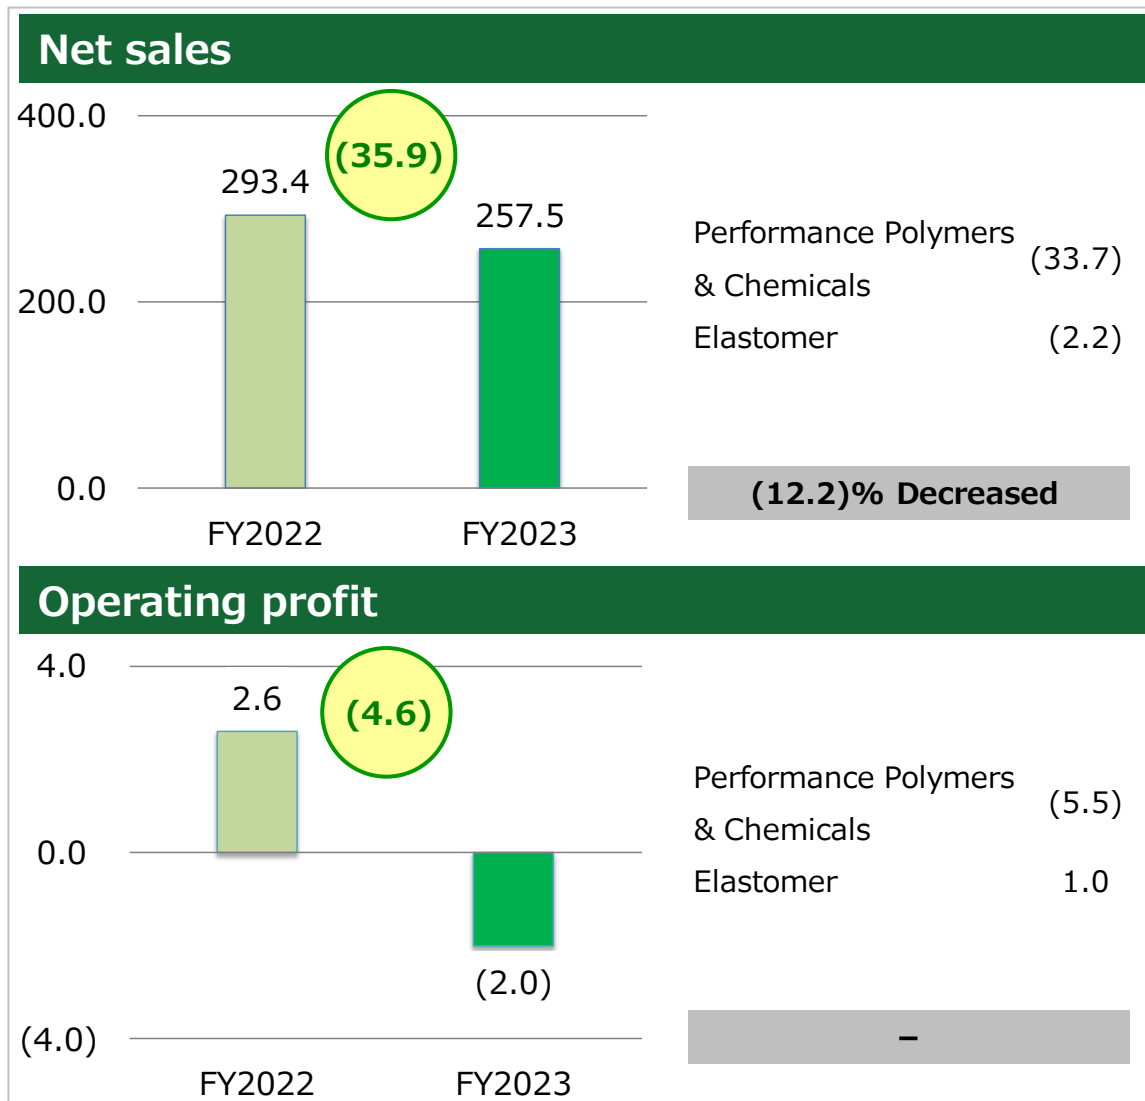 Net sales
400.0
(35.9)
293.4
257.5
200.0
0.0
FY2022 FY2023
Performance Polymers
& Chemicals
(33.7)
Elastomer (2.2)
(12.2)% Decreased
Operating profit
4.0
2.6
(4.6)
0.0
(2.0)
(4.0)
FY2022 FY2023
Performance Polymers
& Chemicals
(5.5)
Elastomer 1.0
–